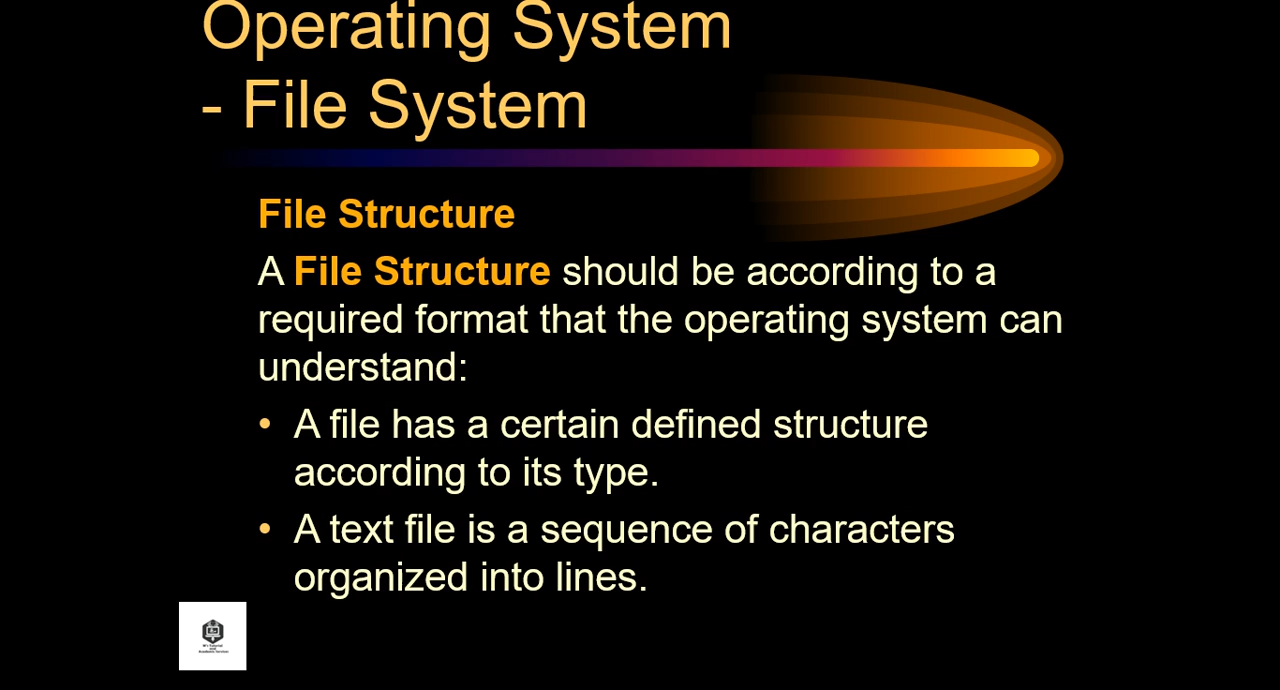 Operating System
- File System
File Structure
A File Structure should be according to a
required format that the operating system can
understand:
• A file has a certain defined structure
according to its type.
• A text file is a sequence of characters
organized into lines.